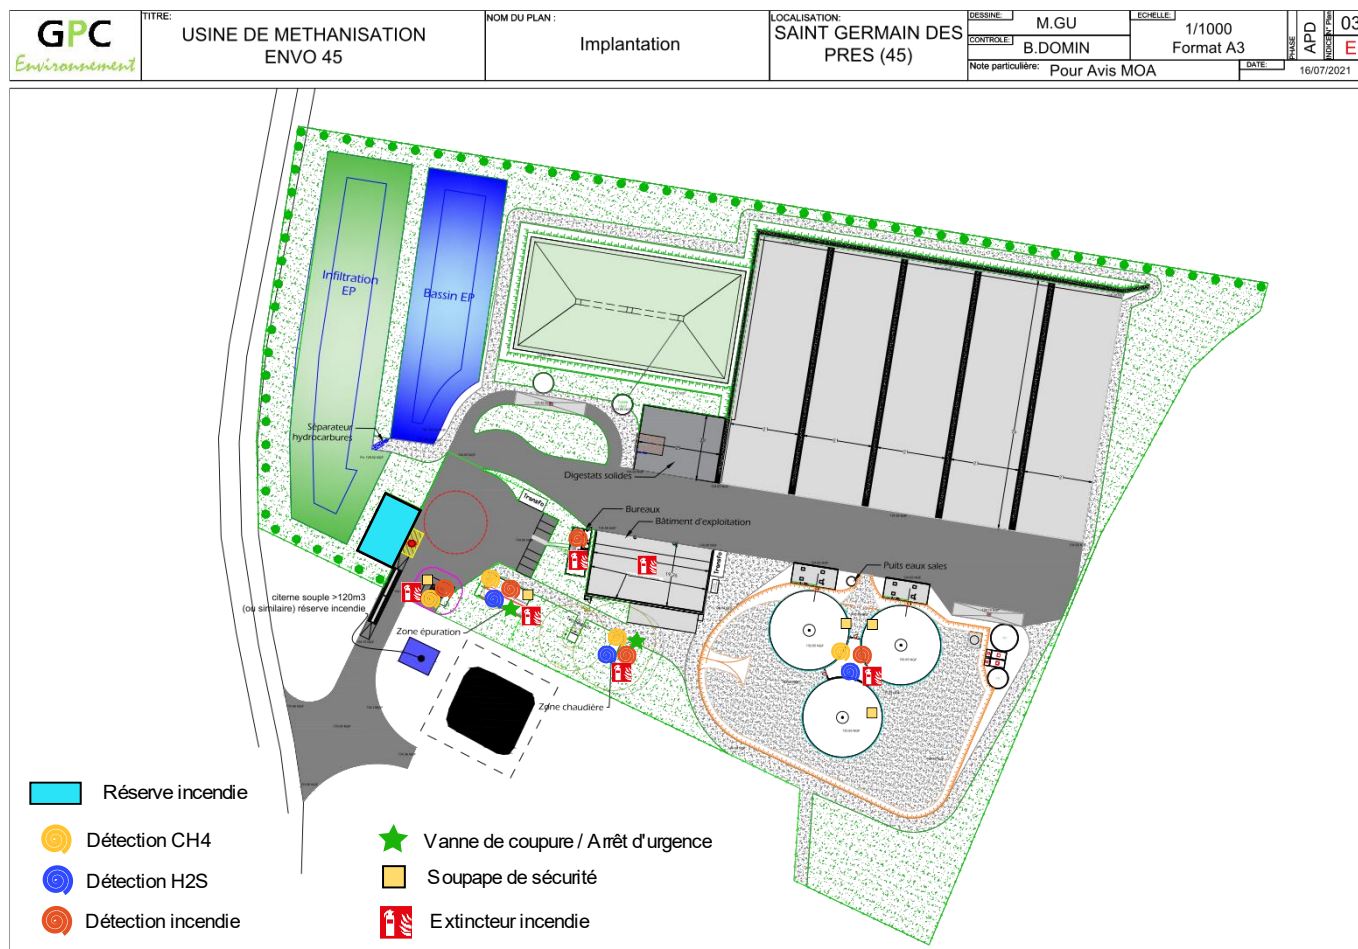 GPC
Environnement
TITRE:
USINE DE METHANISATION
ENVO 45
NOM DU PLAN :
Implantation
LOCALISATION:
SAINT GERMAIN DES
PRES (45)
DESSINE:
M.GU
CONTROLE:
B.DOMIN
ECHELLE:
1/1000
Format A3
PHASE
APD
03
E
Note particulière: Pour Avis MOA
DATE:
16/07/2021
Infiltration
EP
Bassin EP
Séparateur
hydrocarbures
Digestats solides
Transfo
Bureaux
Bâtiment d'exploitation
Transfo
Puits eaux sales
citerne souple >120m3
(ou similaire) réserve incendie
Zone épuration
Zone chaudière
Réserve incendie
Détection CH4
Détection H2S
Détection incendie
Vanne de coupure / Arrêt d'urgence
Soupape de sécurité
Extincteur incendie